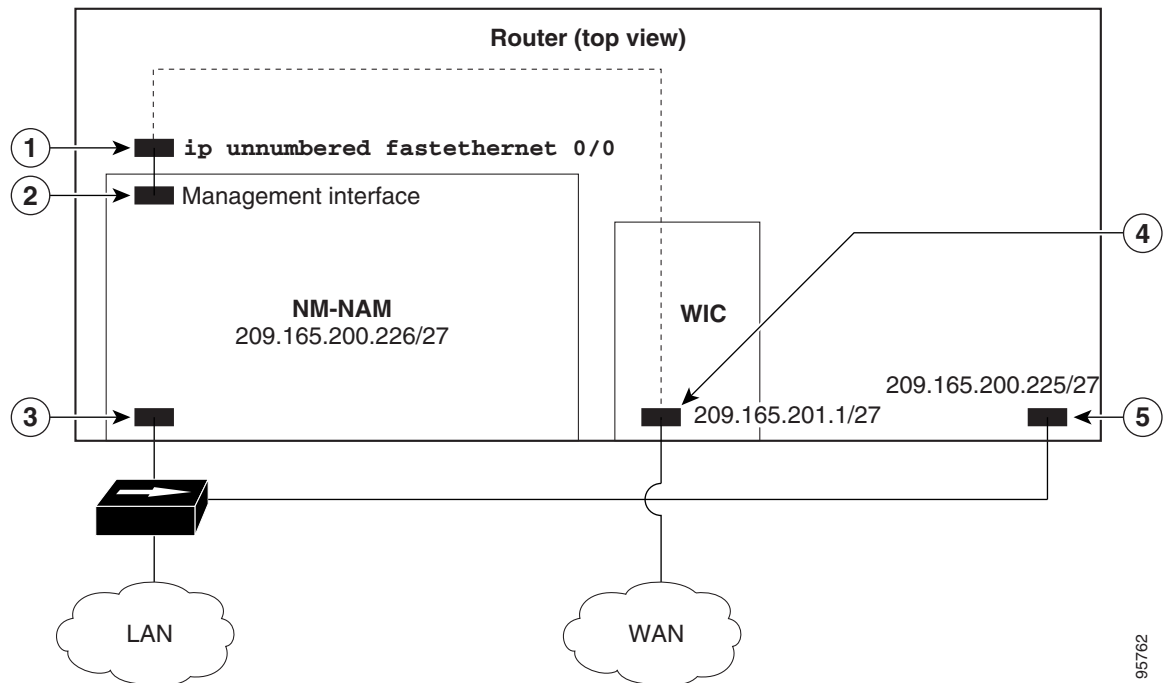 Router (top view)
1
ip unnumbered fastethernet 0/0
2
Management interface
4
NM-NAM
209.165.200.226/27
WIC
209.165.200.225/27
3
209.165.201.1/27
5
LAN
WAN
95762